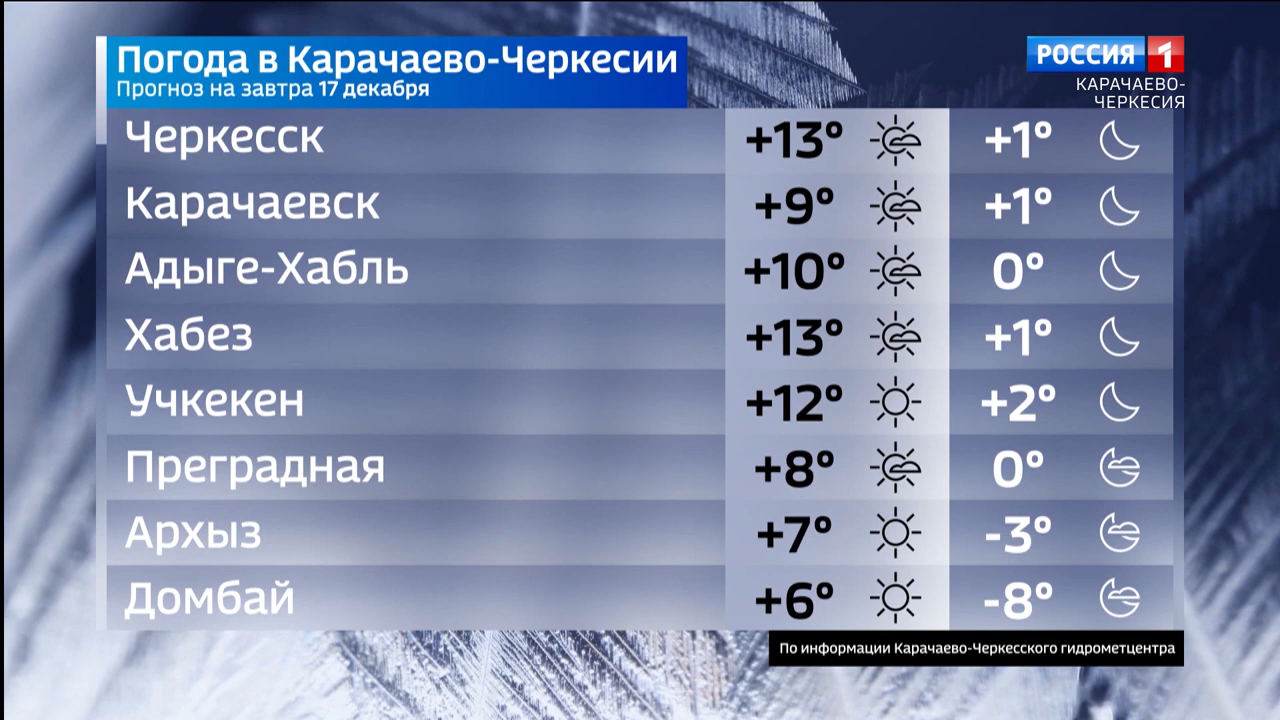 Погода в Карачаево-Черкесии
Прогноз на завтра 17 декабря
РОССИЯ 1
КАРАЧАЕВО-
ЧЕРКЕСИЯ
Черкесск +13° +1°
Карачаевск +9° +1°
Адыге-Хабль +10° 0°
Хабез +13° +1°
Учкекен +12° +2°
Преградная +8° 0°
Архыз +7° -3°
Домбай +6° -8°
По информации Карачаево-Черкесского гидрометцентра